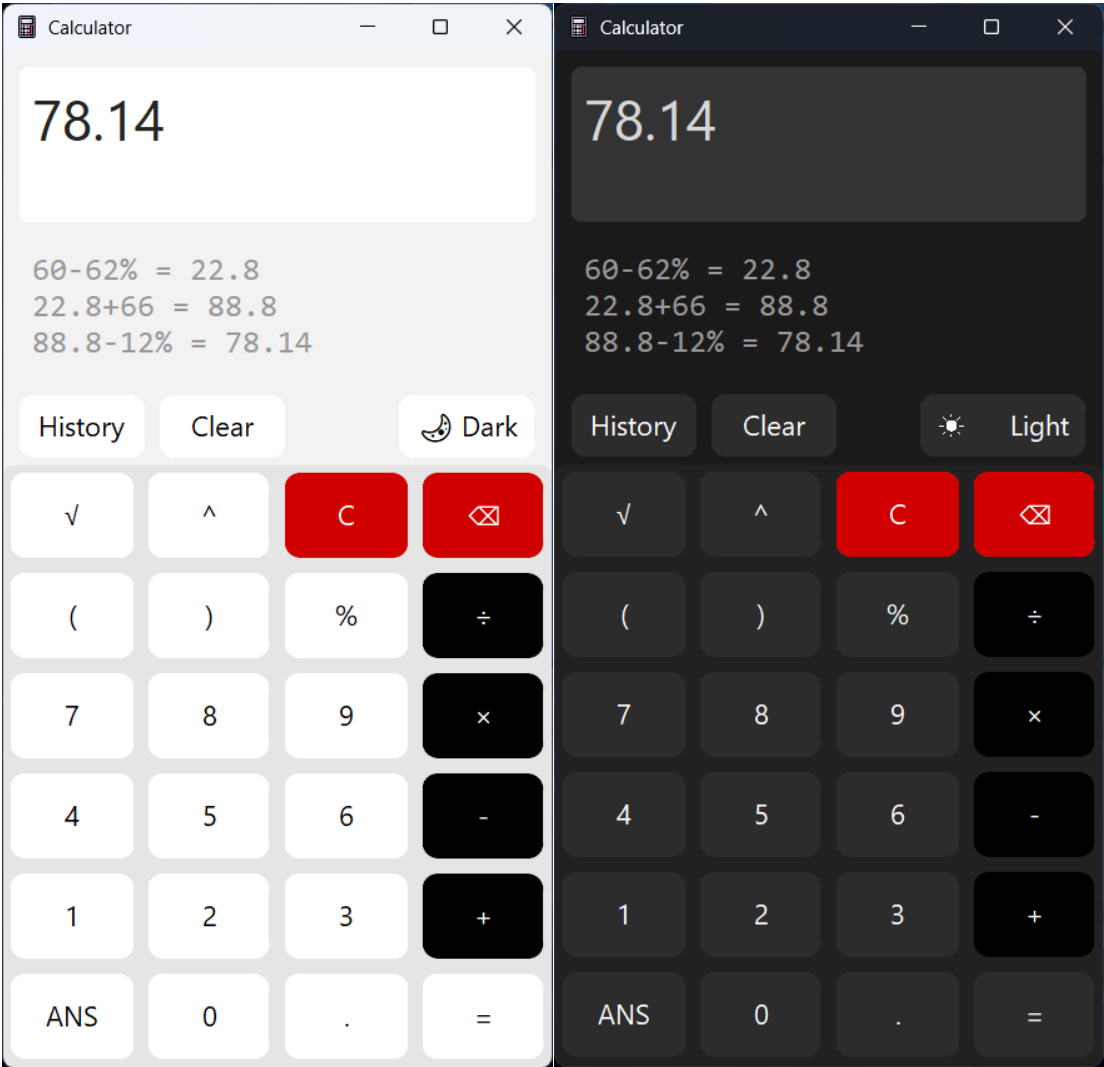 Calculator
78.14
60-62% = 22.8
22.8+66 = 88.8
88.8-12% = 78.14
History Clear Dark
√ ^ C ⌫
( ) % ÷
7 8 9 ×
4 5 6 -
1 2 3 +
ANS 0 . =
Calculator
78.14
60-62% = 22.8
22.8+66 = 88.8
88.8-12% = 78.14
History Clear Light
√ ^ C ⌫
( ) % ÷
7 8 9 ×
4 5 6 -
1 2 3 +
ANS 0 . =